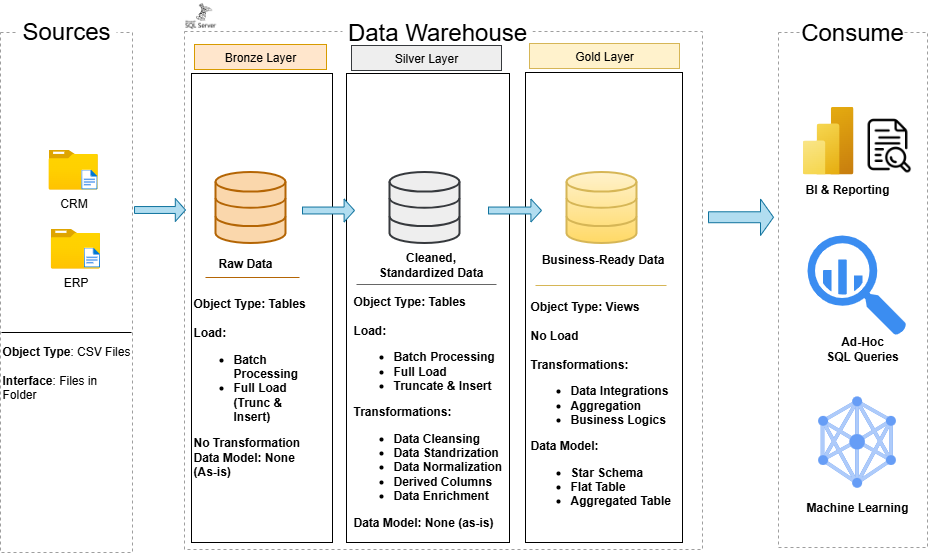 Sources
CRM
ERP
Object Type: CSV Files
Interface: Files in
Folder
SQL Server
Data Warehouse
Bronze Layer
Raw Data
Object Type: Tables
Load:
• Batch
Processing
• Full Load
(Trunc &
Insert)
No Transformation
Data Model: None
(As-is)
Silver Layer
Cleaned,
Standardized Data
Object Type: Tables
Load:
• Batch Processing
• Full Load
• Truncate & Insert
Transformations:
• Data Cleansing
• Data Standrization
• Data Normalization
• Derived Columns
• Data Enrichment
Data Model: None (as-is)
Gold Layer
Business-Ready Data
Object Type: Views
No Load
Transformations:
• Data Integrations
• Aggregation
• Business Logics
Data Model:
• Star Schema
• Flat Table
• Aggregated Table
Consume
BI & Reporting
Ad-Hoc
SQL Queries
Machine Learning